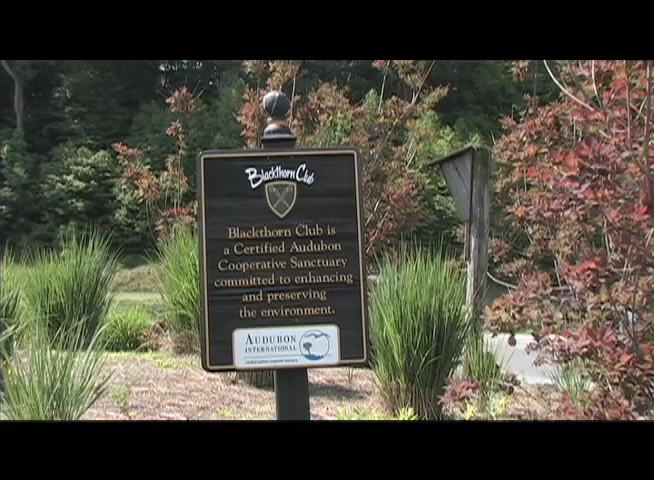 Blackthorn Club
Blackthorn Club is
a Certified Audubon
Cooperative Sanctuary
committed to enhancing
and preserving
the environment.
AUDUBON
INTERNATIONAL